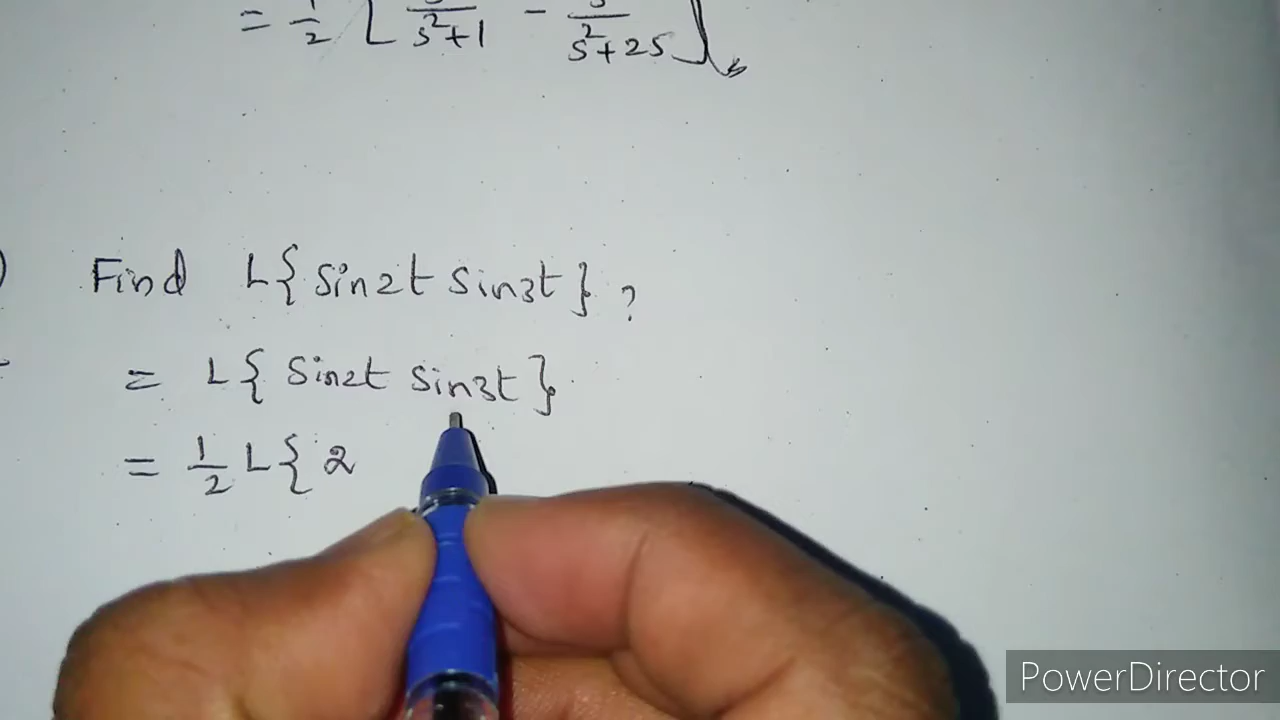 = 1/2 [ s/s²+1 - s/s²+25 ]
) Find L{ Sin2t Sin3t } ?
= L{ Sin2t Sin3t }
= 1/2 L{ 2
PowerDirector